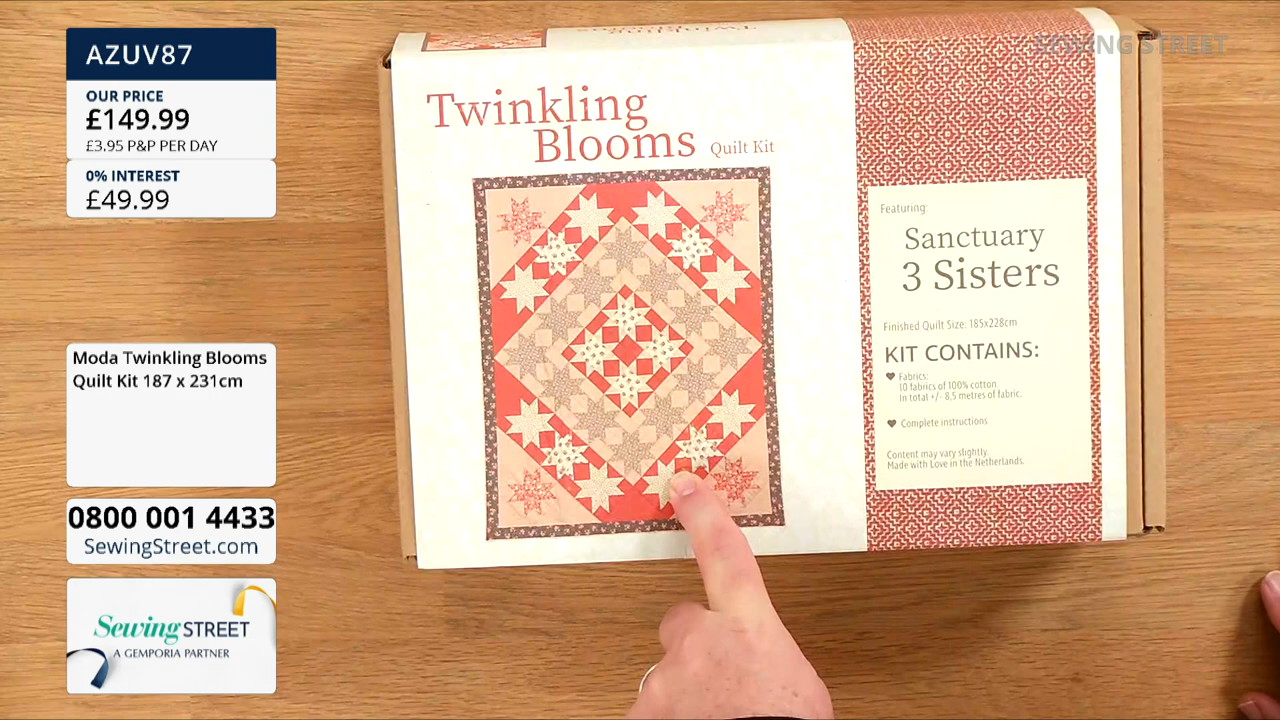 AZUV87
OUR PRICE
£149.99
£3.95 P&P PER DAY
0% INTEREST
£49.99
Moda Twinkling Blooms
Quilt Kit 187 x 231cm
0800 001 4433
SewingStreet.com
Sewing STREET
A GEMPORIA PARTNER
SEWING STREET
Twinkling
Twinkling
Blooms Quilt Kit
Featuring:
Sanctuary
3 Sisters
Finished Quilt Size: 185x228cm
KIT CONTAINS:
Fabrics:
10 fabrics of 100% cotton.
In total +/- 8,5 metres of fabric.
Complete instructions
Content may vary slightly.
Made with Love in the Netherlands.